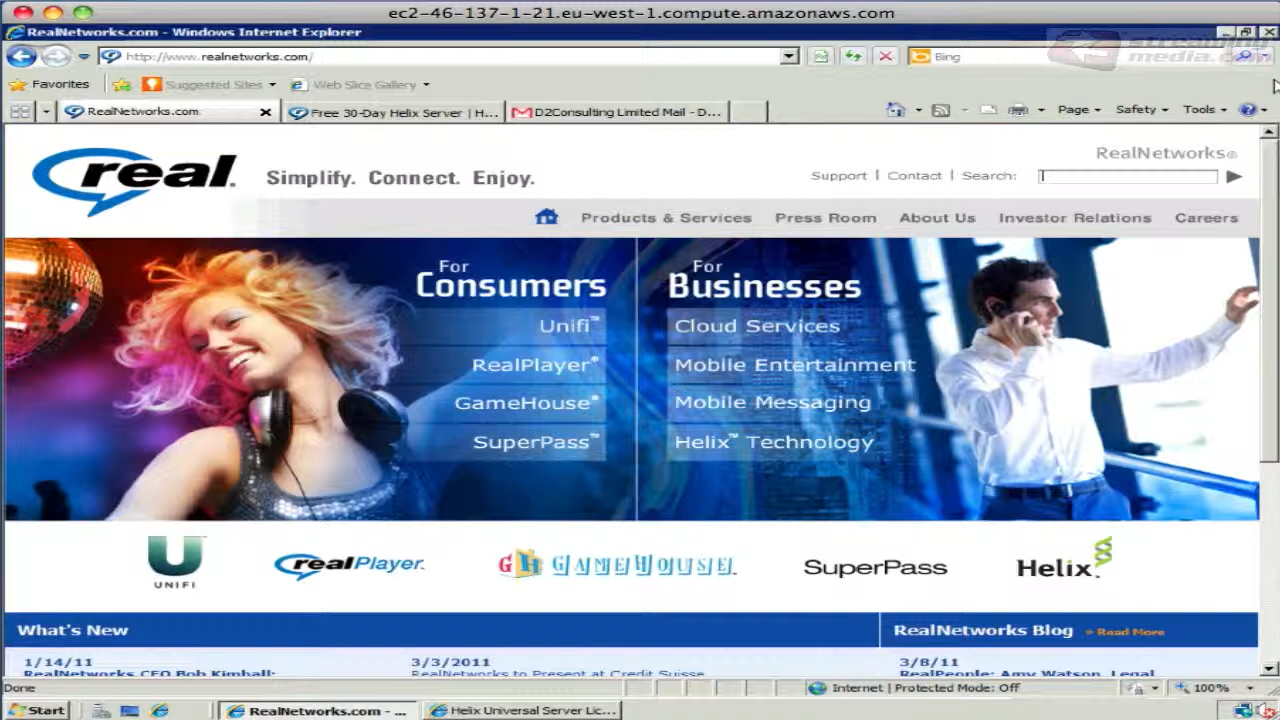 ec2-46-137-1-21.eu-west-1.compute.amazonaws.com
RealNetworks.com - Windows Internet Explorer
streaming
media.com
http://www.realnetworks.com/
Bing
Favorites
Suggested Sites
Web Slice Gallery
RealNetworks.com
Free 30-Day Helix Server | H...
D2Consulting Limited Mail - D...
Page
Safety
Tools
real.
Simplify. Connect. Enjoy.
RealNetworks®
Support | Contact | Search:
Products & Services
Press Room
About Us
Investor Relations
Careers
For
Consumers
Unifi™
RealPlayer®
GameHouse®
SuperPass™
For
Businesses
Cloud Services
Mobile Entertainment
Mobile Messaging
Helix™ Technology
U
UNIFI
realPlayer.
GH GAMEHOUSE
SuperPass
Helix™
What's New
RealNetworks Blog » Read More
1/14/11
RealNetworks CEO Bob Kimball:
3/3/2011
RealNetworks to Present at Credit Suisse
3/8/11
RealPeople: Amy Watson, Legal
Done
Internet | Protected Mode: Off
100%
Start
RealNetworks.com - ...
Helix Universal Server Lic...